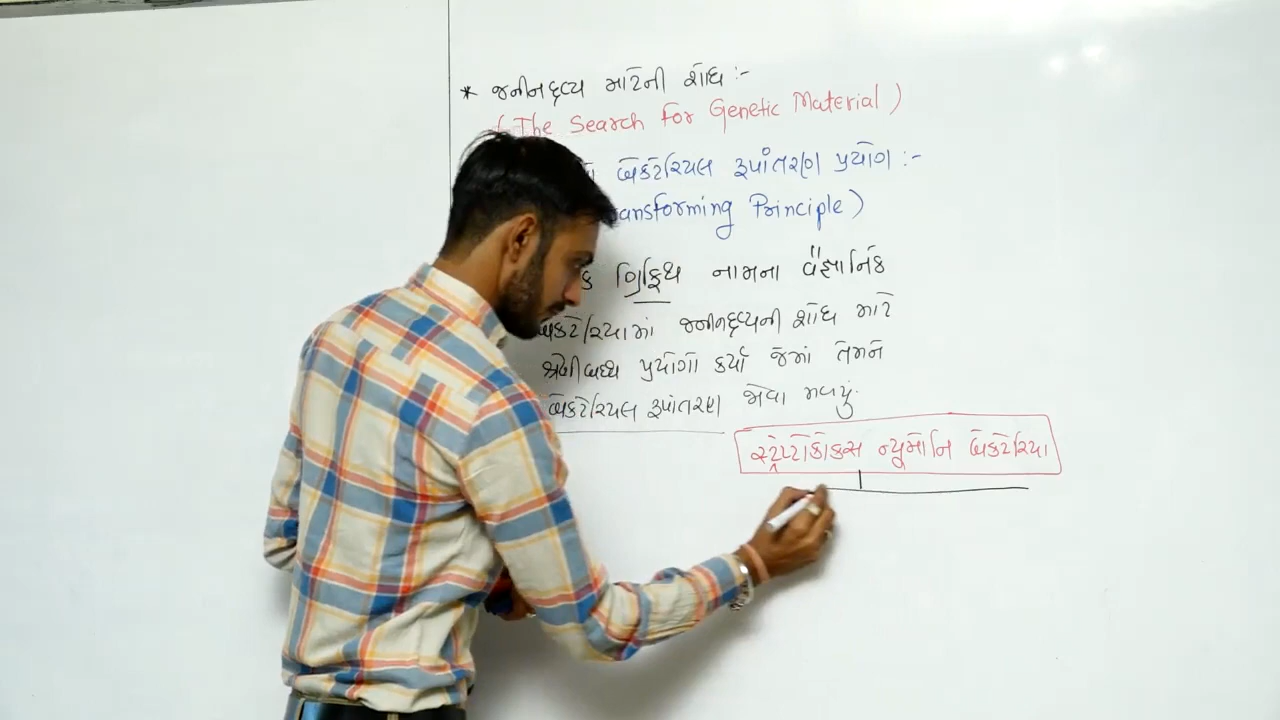 * જનીનદ્રવ્ય માટેની શોધ :-
(The Search For Genetic Material)
બેક્ટેરિયલ રૂપાંતરણ પ્રયોગ :-
ansforming Principle)
ક ગ્રિફિથ નામના વૈજ્ઞાનિકે
બેક્ટેરિયામાં જનીનદ્રવ્યની શોધ માટે
શ્રેણીબધ્ધ પ્રયોગો કર્યા જેમાં તેમને
બેક્ટેરિયલ રૂપાંતરણ જોવા મળ્યું.
સ્ટ્રેપ્ટોકોકસ ન્યૂમોનિ બેક્ટેરિયા